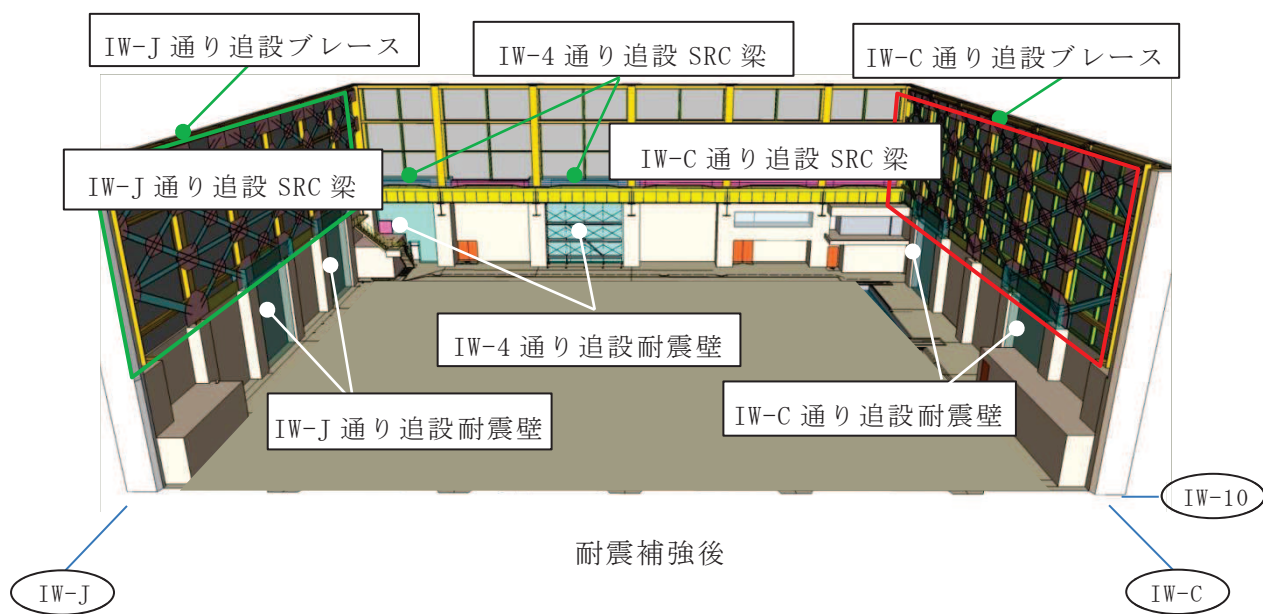 IW-J 通り追設ブレース
IW-4 通り追設 SRC 梁
IW-C 通り追設ブレース
IW-J 通り追設 SRC 梁
IW-C 通り追設 SRC 梁
IW-4 通り追設耐震壁
IW-J 通り追設耐震壁
IW-C 通り追設耐震壁
IW-10
耐震補強後
IW-J
IW-C